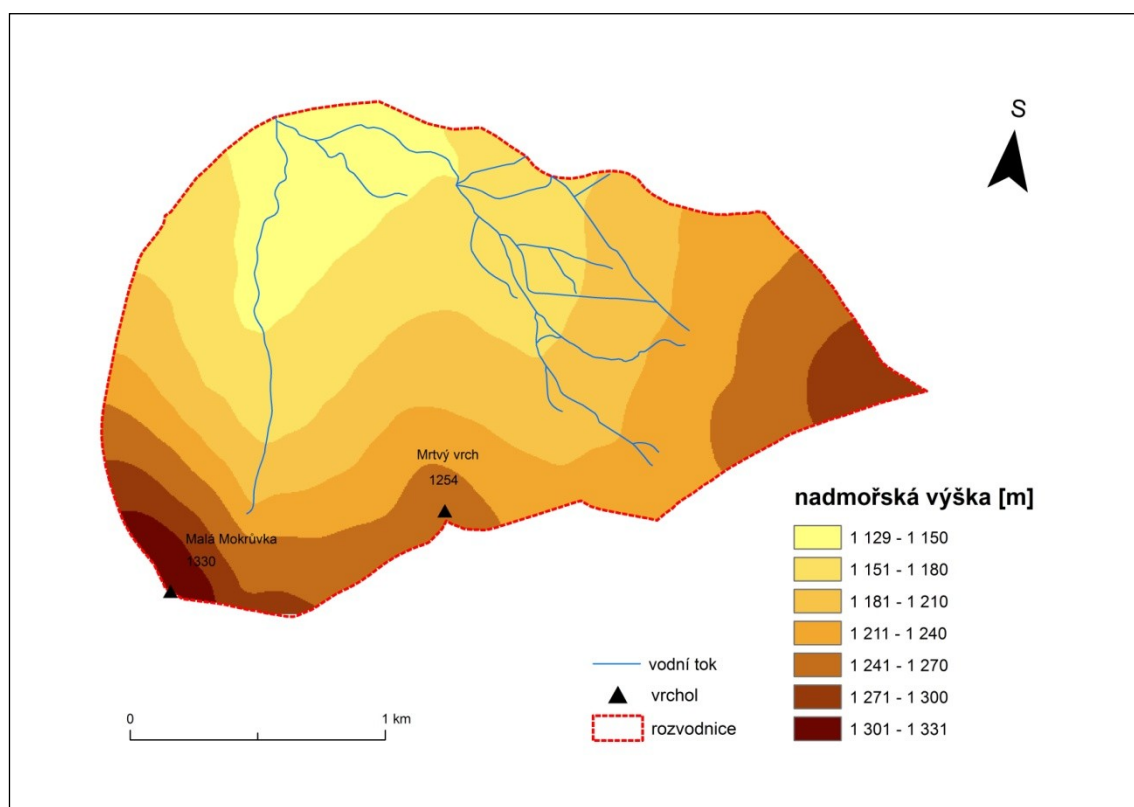 S
Mrtvý vrch
1254
Malá Mokrůvka
1330
nadmořská výška [m]
1 129 - 1 150
1 151 - 1 180
1 181 - 1 210
1 211 - 1 240
1 241 - 1 270
1 271 - 1 300
1 301 - 1 331
vodní tok
vrchol
rozvodnice
0 1 km